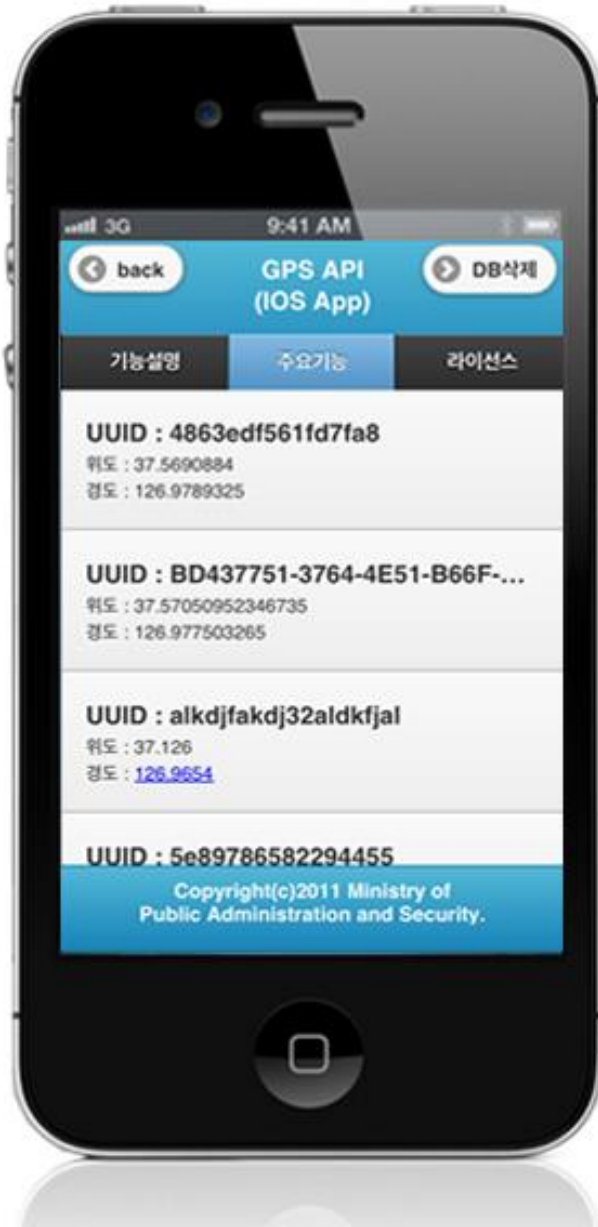 3G 9:41 AM
back GPS API DB삭제
(IOS App)
기능설명 주요기능 라이선스
UUID : 4863edf561fd7fa8
위도 : 37.5690884
경도 : 126.9789325
UUID : BD437751-3764-4E51-B66F-...
위도 : 37.57050952346735
경도 : 126.977503265
UUID : alkdjfakdj32aldkfjal
위도 : 37.126
경도 : 126.9654
UUID : 5e89786582294455
Copyright(c)2011 Ministry of
Public Administration and Security.